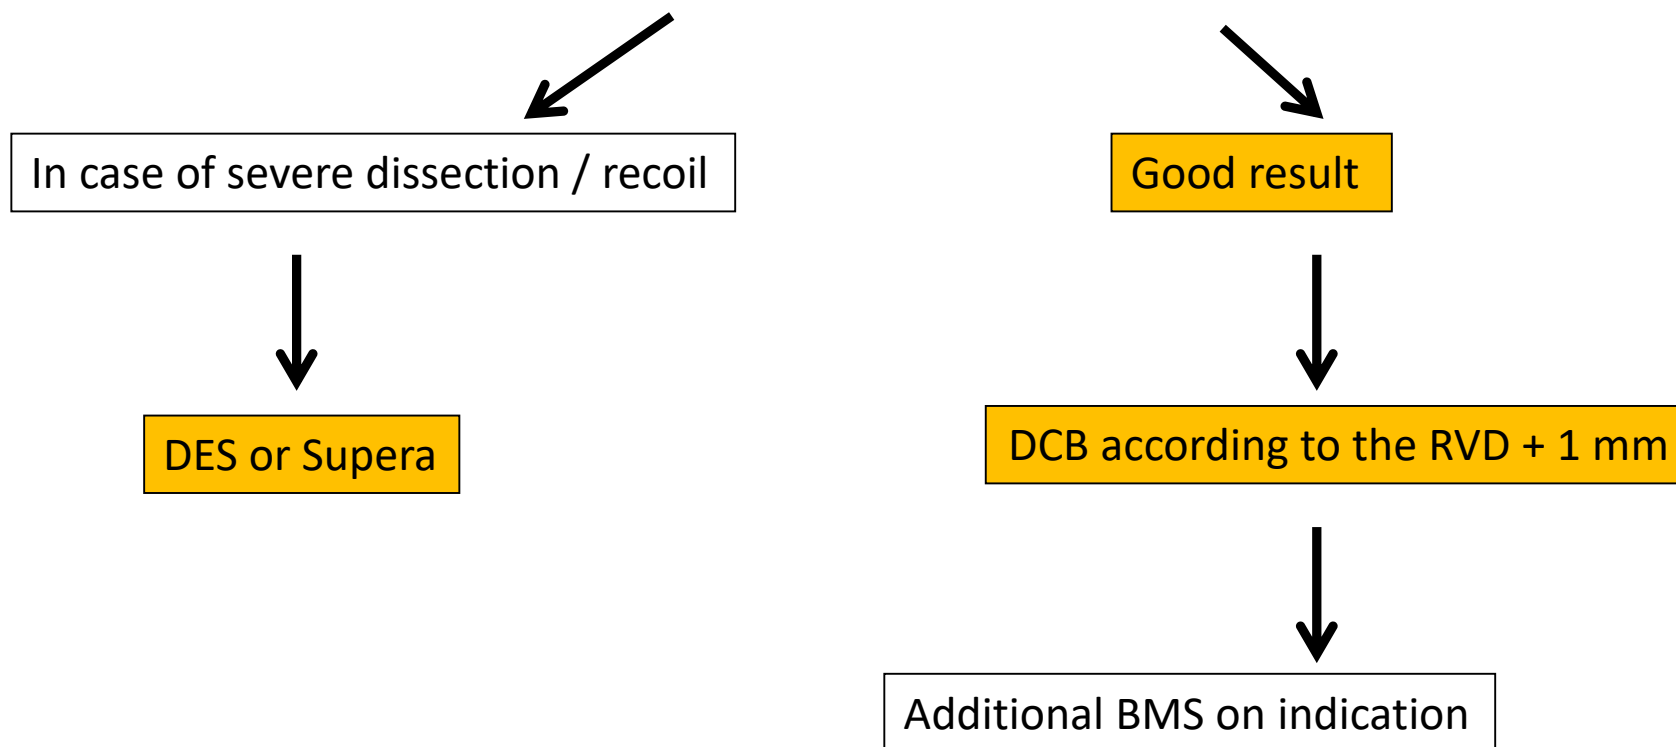 In case of severe dissection / recoil
Good result
DES or Supera
DCB according to the RVD + 1 mm
Additional BMS on indication